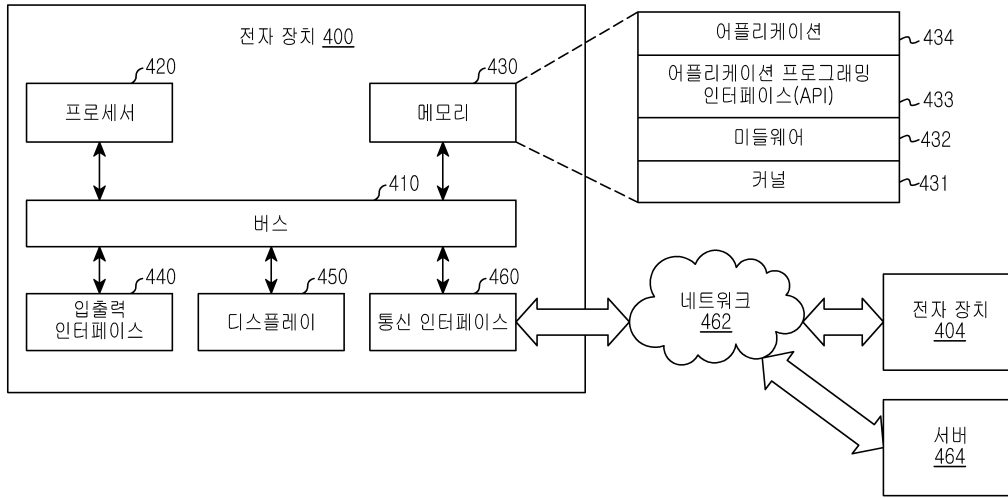 전자 장치 400
420
프로세서
430
메모리
어플리케이션
434
어플리케이션 프로그래밍
인터페이스(API)
433
미들웨어
432
커널
431
410
버스
440
입출력
인터페이스
450
디스플레이
460
통신 인터페이스
네트워크
462
전자 장치
404
서버
464